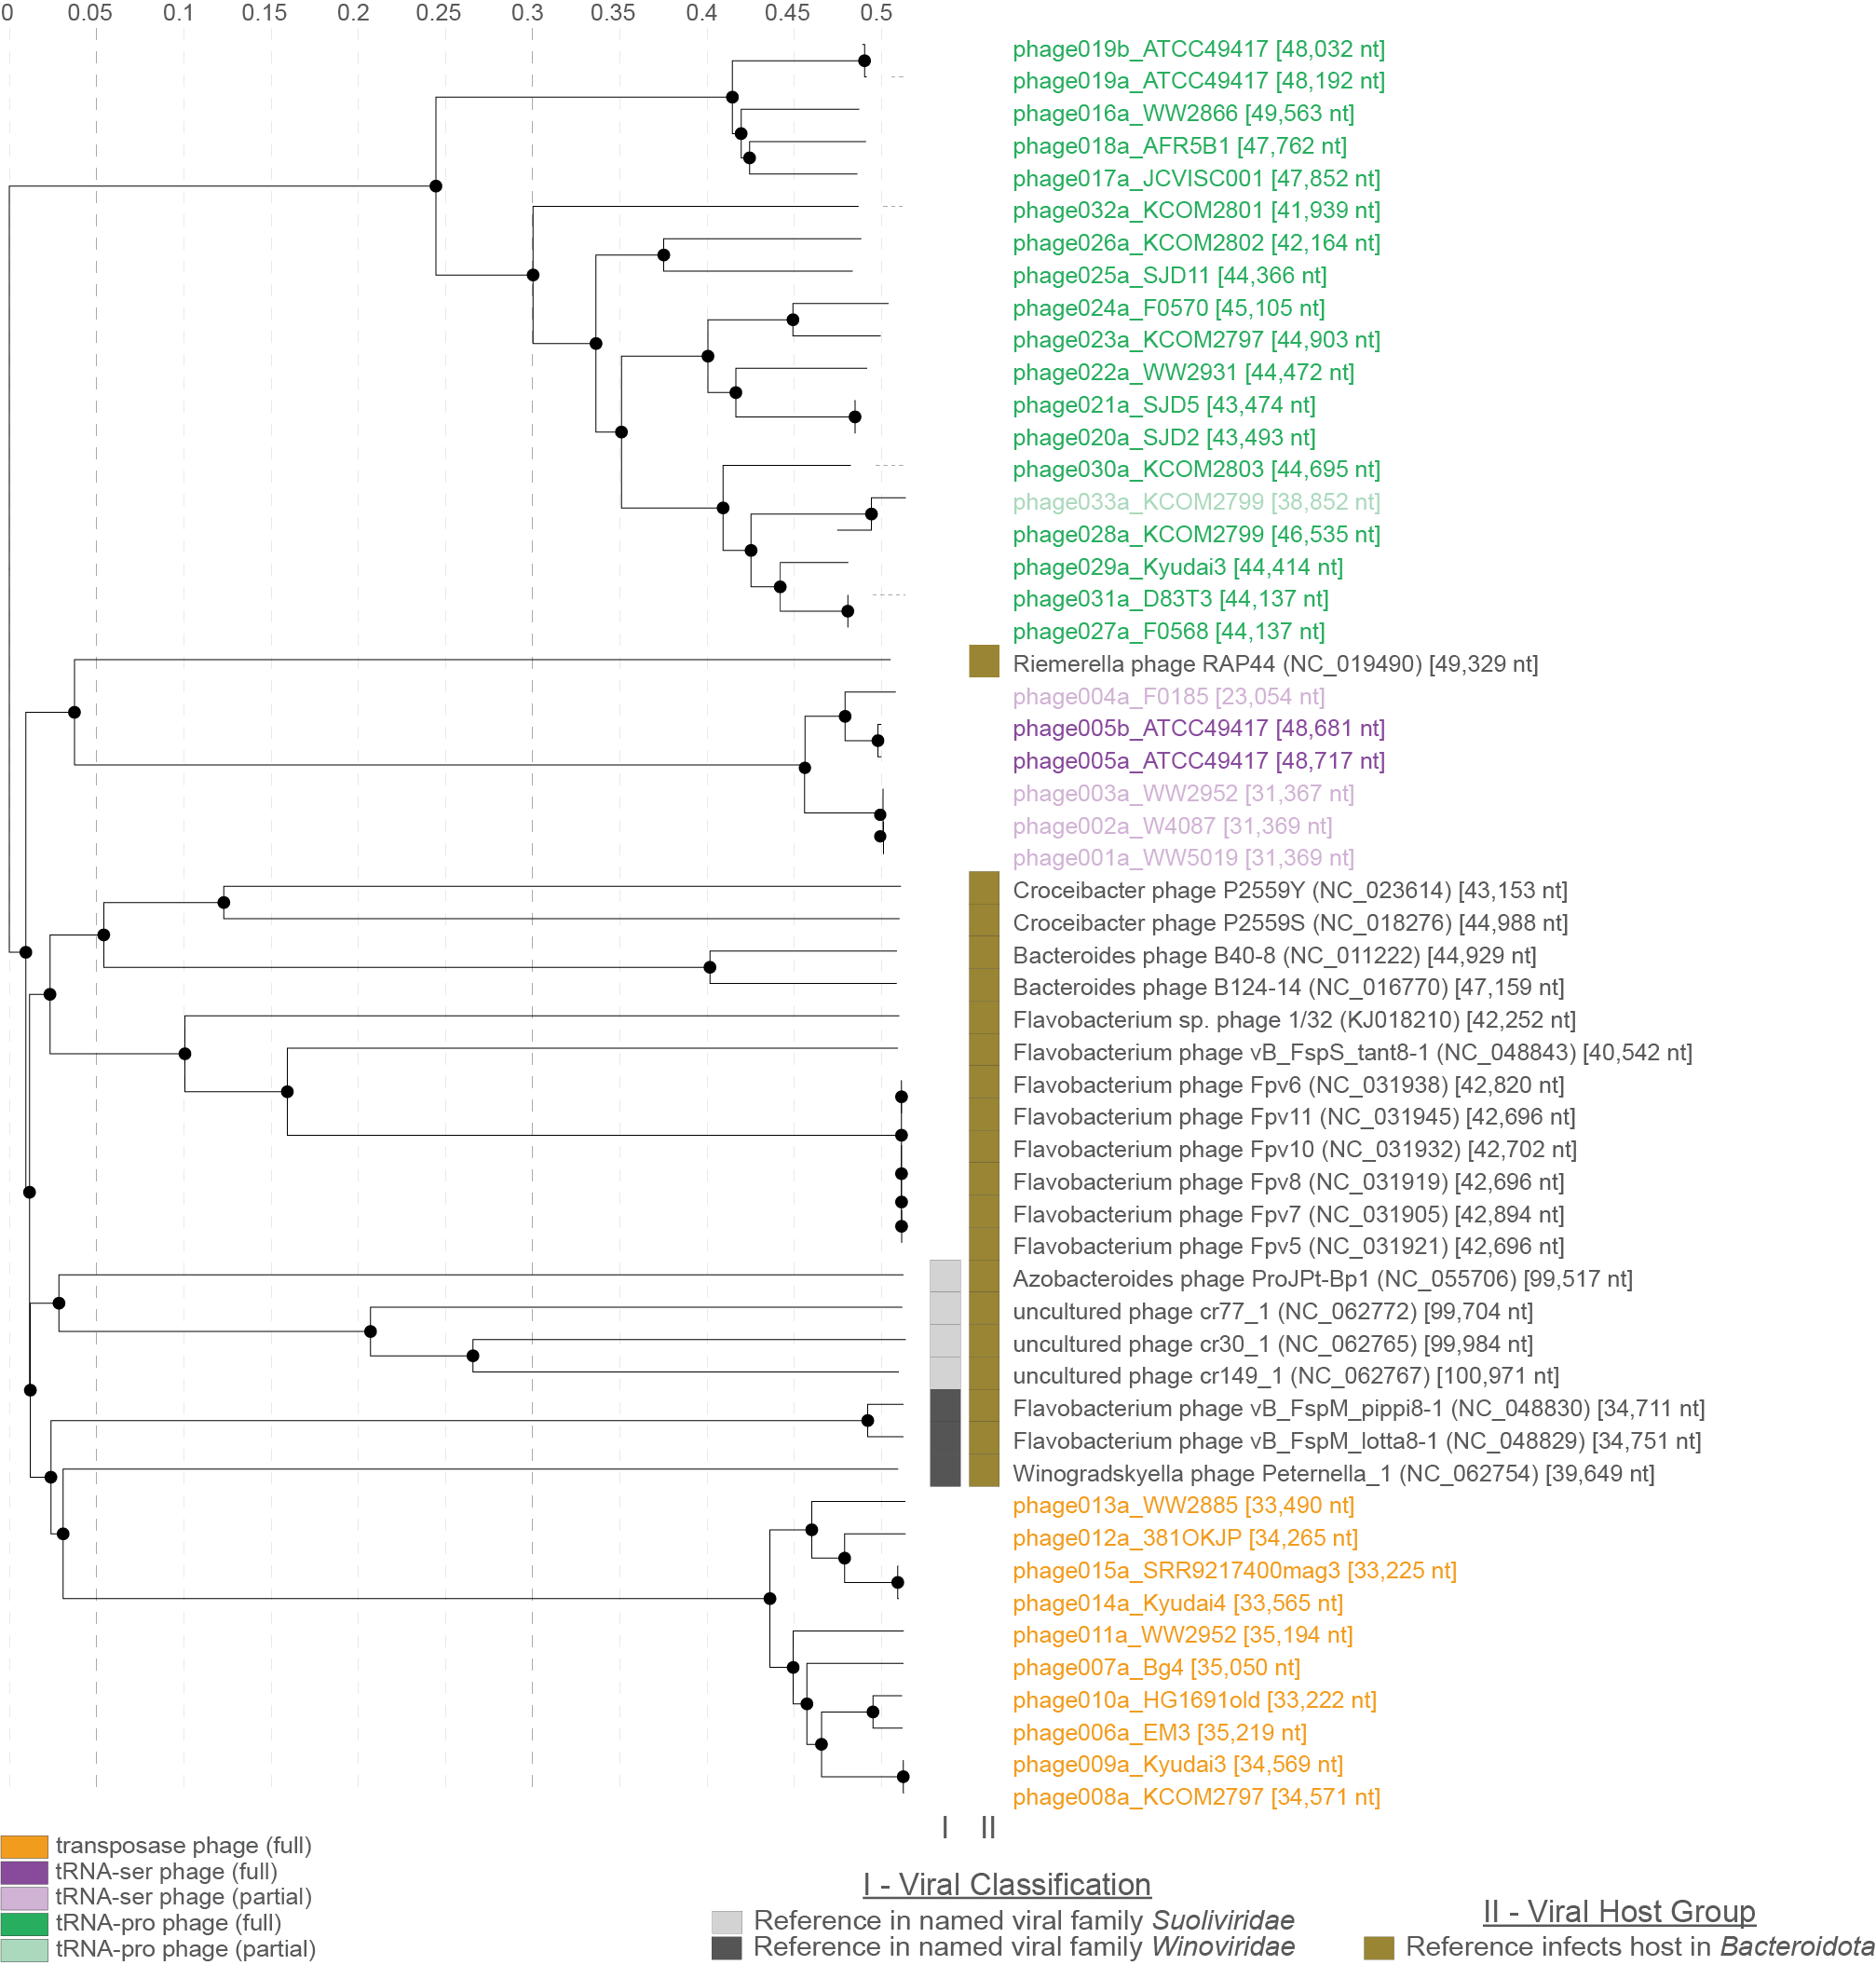 0 0.05 0.1 0.15 0.2 0.25 0.3 0.35 0.4 0.45 0.5
phage019b_ATCC49417 [48,032 nt]
phage019a_ATCC49417 [48,192 nt]
phage016a_WW2866 [49,563 nt]
phage018a_AFR5B1 [47,762 nt]
phage017a_JCVISC001 [47,852 nt]
phage032a_KCOM2801 [41,939 nt]
phage026a_KCOM2802 [42,164 nt]
phage025a_SJD11 [44,366 nt]
phage024a_F0570 [45,105 nt]
phage023a_KCOM2797 [44,903 nt]
phage022a_WW2931 [44,472 nt]
phage021a_SJD5 [43,474 nt]
phage020a_SJD2 [43,493 nt]
phage030a_KCOM2803 [44,695 nt]
phage033a_KCOM2799 [38,852 nt]
phage028a_KCOM2799 [46,535 nt]
phage029a_Kyudai3 [44,414 nt]
phage031a_D83T3 [44,137 nt]
phage027a_F0568 [44,137 nt]
Riemerella phage RAP44 (NC_019490) [49,329 nt]
phage004a_F0185 [23,054 nt]
phage005b_ATCC49417 [48,681 nt]
phage005a_ATCC49417 [48,717 nt]
phage003a_WW2952 [31,367 nt]
phage002a_W4087 [31,369 nt]
phage001a_WW5019 [31,369 nt]
Croceibacter phage P2559Y (NC_023614) [43,153 nt]
Croceibacter phage P2559S (NC_018276) [44,988 nt]
Bacteroides phage B40-8 (NC_011222) [44,929 nt]
Bacteroides phage B124-14 (NC_016770) [47,159 nt]
Flavobacterium sp. phage 1/32 (KJ018210) [42,252 nt]
Flavobacterium phage vB_FspS_tant8-1 (NC_048843) [40,542 nt]
Flavobacterium phage Fpv6 (NC_031938) [42,820 nt]
Flavobacterium phage Fpv11 (NC_031945) [42,696 nt]
Flavobacterium phage Fpv10 (NC_031932) [42,702 nt]
Flavobacterium phage Fpv8 (NC_031919) [42,696 nt]
Flavobacterium phage Fpv7 (NC_031905) [42,894 nt]
Flavobacterium phage Fpv5 (NC_031921) [42,696 nt]
Azobacteroides phage ProJPt-Bp1 (NC_055706) [99,517 nt]
uncultured phage cr77_1 (NC_062772) [99,704 nt]
uncultured phage cr30_1 (NC_062765) [99,984 nt]
uncultured phage cr149_1 (NC_062767) [100,971 nt]
Flavobacterium phage vB_FspM_pippi8-1 (NC_048830) [34,711 nt]
Flavobacterium phage vB_FspM_lotta8-1 (NC_048829) [34,751 nt]
Winogradskyella phage Peternella_1 (NC_062754) [39,649 nt]
phage013a_WW2885 [33,490 nt]
phage012a_381OKJP [34,265 nt]
phage015a_SRR9217400mag3 [33,225 nt]
phage014a_Kyudai4 [33,565 nt]
phage011a_WW2952 [35,194 nt]
phage007a_Bg4 [35,050 nt]
phage010a_HG1691old [33,222 nt]
phage006a_EM3 [35,219 nt]
phage009a_Kyudai3 [34,569 nt]
phage008a_KCOM2797 [34,571 nt]
I II
transposase phage (full)
tRNA-ser phage (full)
tRNA-ser phage (partial)
tRNA-pro phage (full)
tRNA-pro phage (partial)
I - Viral Classification
Reference in named viral family Suoliviridae
Reference in named viral family Winoviridae
II - Viral Host Group
Reference infects host in Bacteroidota